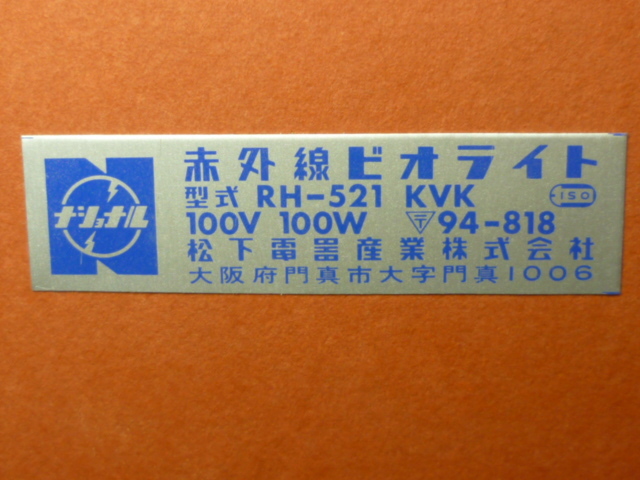 ナショナル
赤外線ビオライト
型式 RH-521 KVK
ISO
100V 100W 〒94-818
松下電器産業株式会社
大阪府門真市大字門真1006